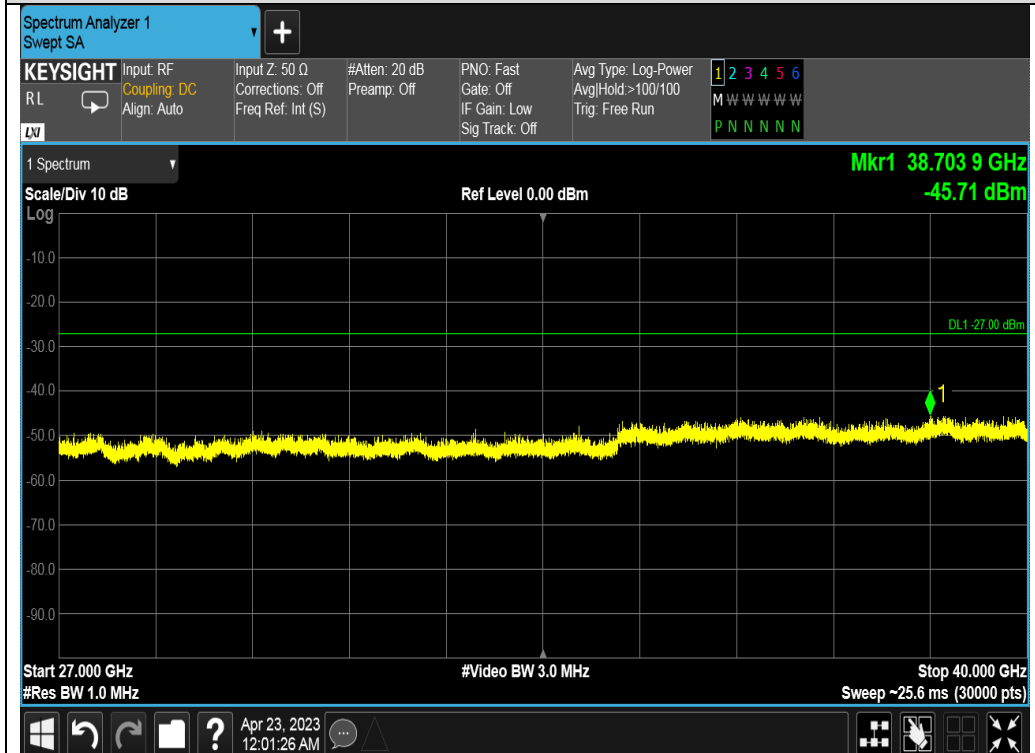 Spectrum Analyzer 1
Swept SA
+
KEYSIGHT
RL
LXI
Input: RF
Coupling: DC
Align: Auto
Input Z: 50 Ω
Corrections: Off
Freq Ref: Int (S)
#Atten: 20 dB
Preamp: Off
PNO: Fast
Gate: Off
IF Gain: Low
Sig Track: Off
Avg Type: Log-Power
Avg|Hold:>100/100
Trig: Free Run
1 2 3 4 5 6
M W W W W W
P N N N N N
1 Spectrum
Mkr1 38.703 9 GHz
-45.71 dBm
Scale/Div 10 dB
Ref Level 0.00 dBm
Log
-10.0
-20.0
DL1 -27.00 dBm
-30.0
-40.0
1
-50.0
-60.0
-70.0
-80.0
-90.0
Start 27.000 GHz
#Video BW 3.0 MHz
Stop 40.000 GHz
#Res BW 1.0 MHz
Sweep ~25.6 ms (30000 pts)
?
Apr 23, 2023
12:01:26 AM